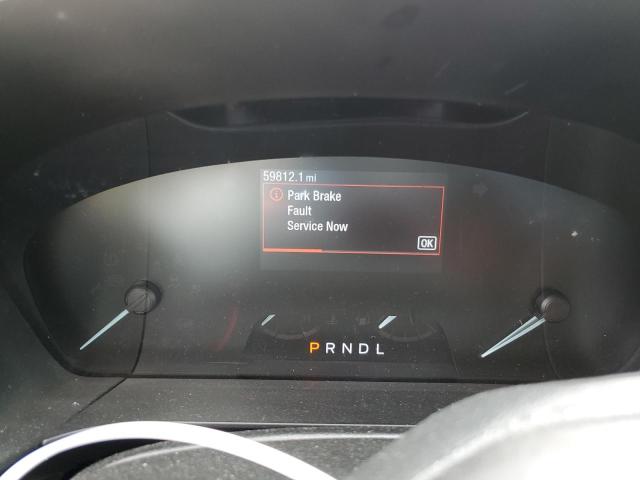 59812.1 mi
Park Brake
Fault
Service Now
OK
PRNDL